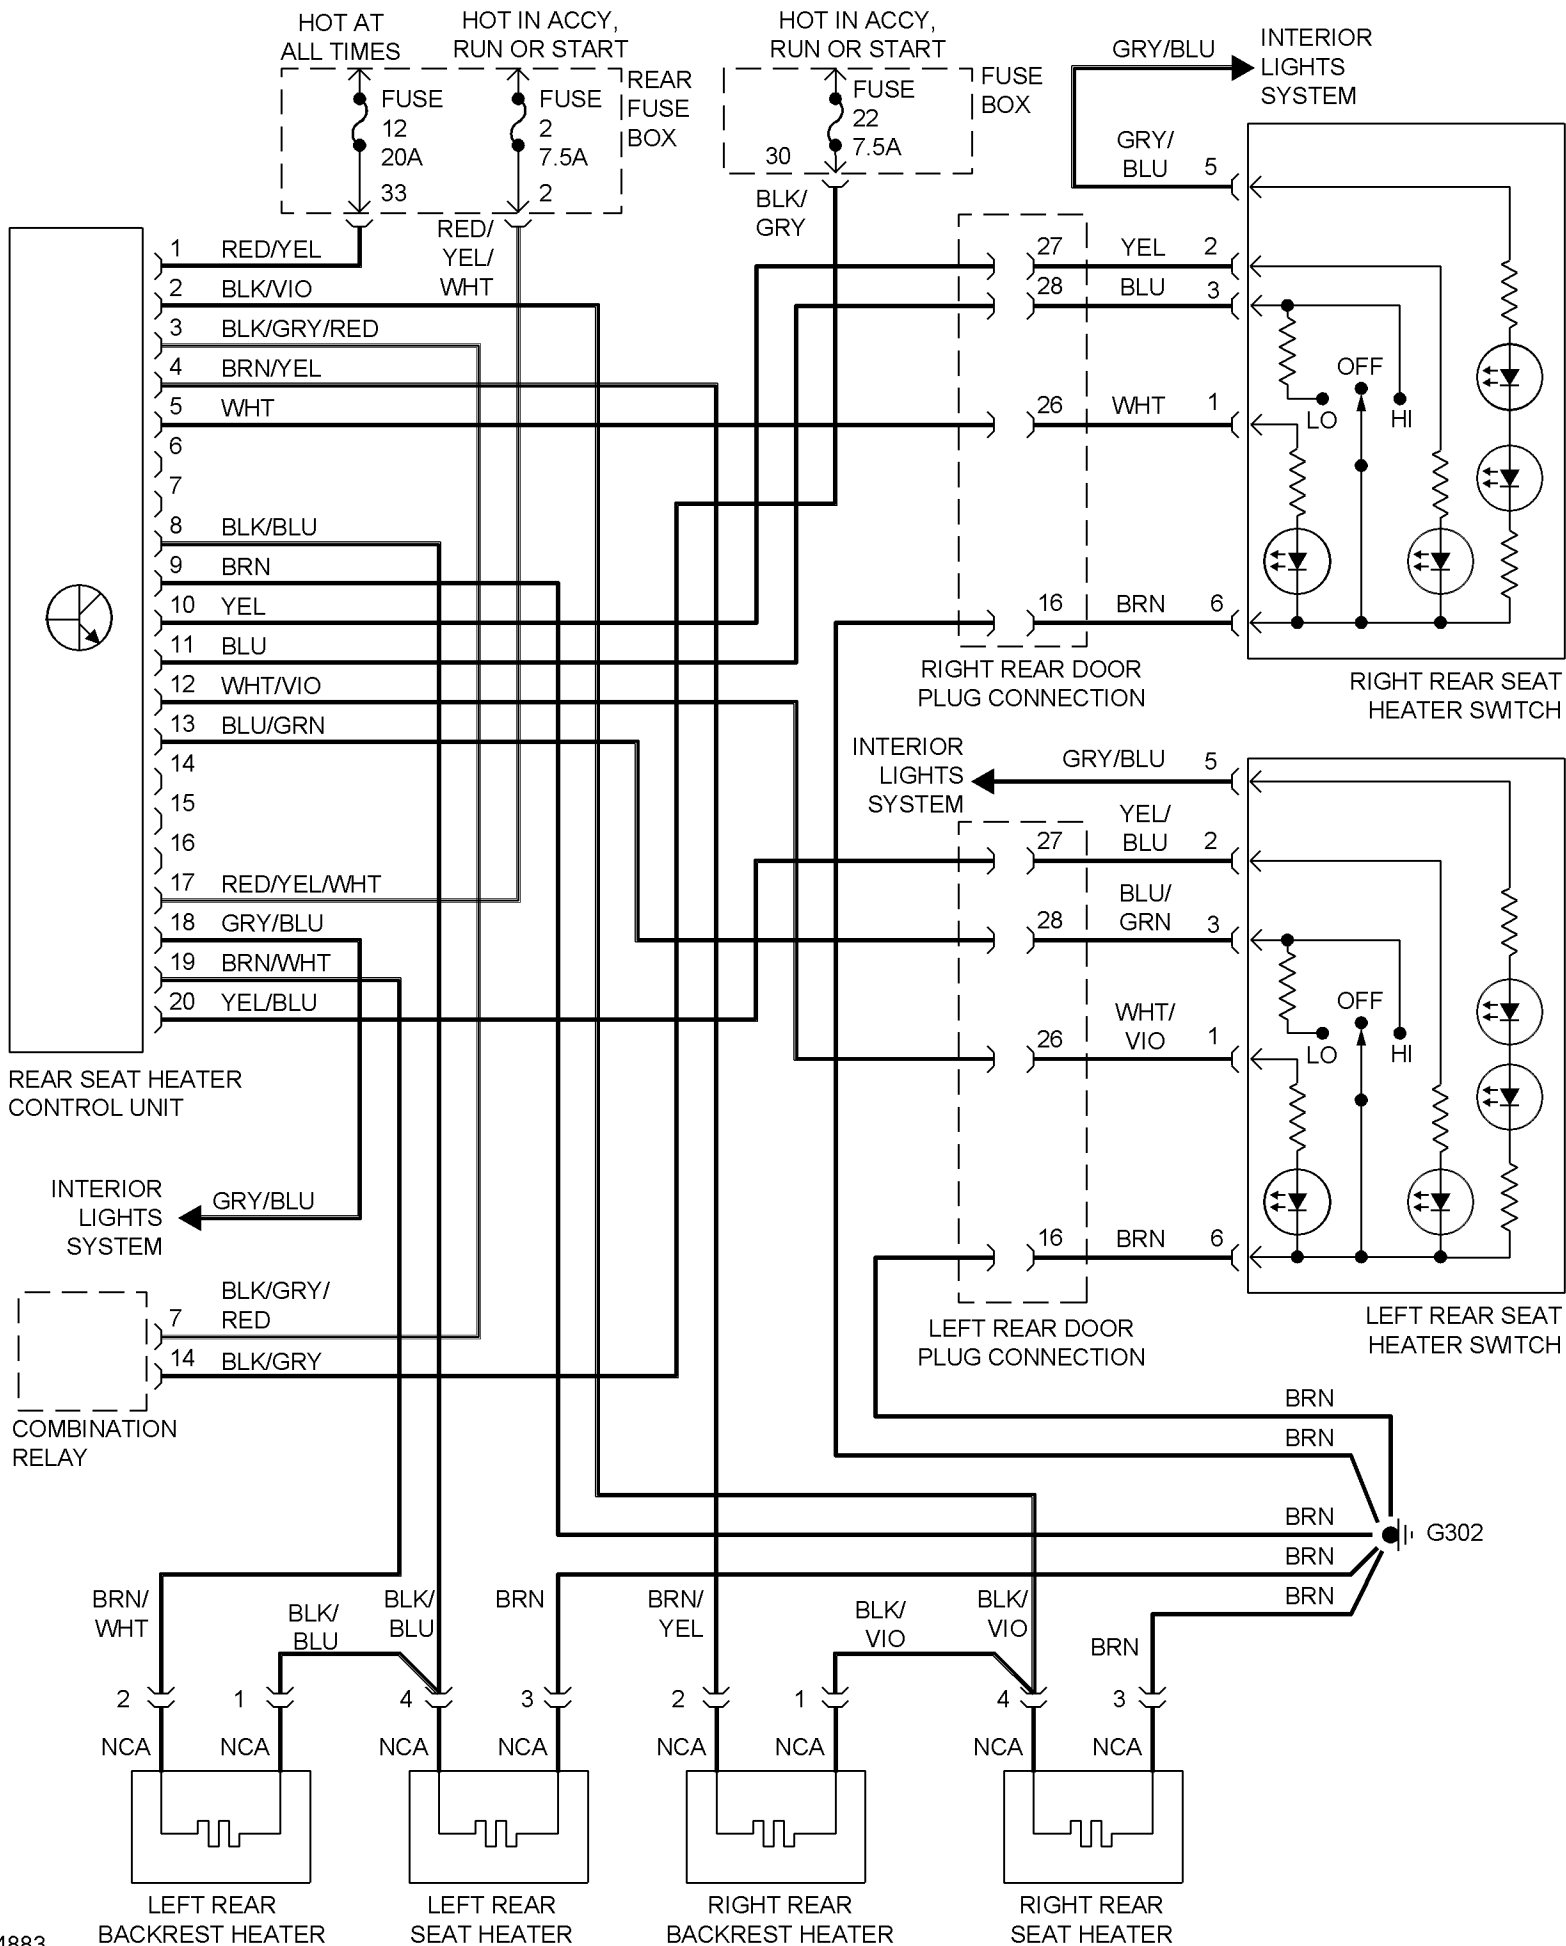 HOT AT
ALL TIMES
HOT IN ACCY,
RUN OR START
HOT IN ACCY,
RUN OR START
FUSE
12
20A
33
FUSE
2
7.5A
2
REAR
FUSE
BOX
FUSE
22
7.5A
30
FUSE
BOX
BLK/
GRY
RED/
YEL/
WHT
GRY/BLU
INTERIOR
LIGHTS
SYSTEM
GRY/
BLU
5
1 RED/YEL
2 BLK/VIO
3 BLK/GRY/RED
4 BRN/YEL
5 WHT
6
7
8 BLK/BLU
9 BRN
10 YEL
11 BLU
12 WHT/VIO
13 BLU/GRN
14
15
16
17 RED/YEL/WHT
18 GRY/BLU
19 BRN/WHT
20 YEL/BLU
REAR SEAT HEATER
CONTROL UNIT
27 YEL 2
28 BLU 3
26 WHT 1
16 BRN 6
OFF
LO
HI
RIGHT REAR DOOR
PLUG CONNECTION
RIGHT REAR SEAT
HEATER SWITCH
INTERIOR
LIGHTS
SYSTEM
GRY/BLU 5
YEL/
27 BLU 2
BLU/
28 GRN 3
WHT/
26 VIO 1
16 BRN 6
OFF
LO
HI
LEFT REAR DOOR
PLUG CONNECTION
LEFT REAR SEAT
HEATER SWITCH
INTERIOR
LIGHTS
SYSTEM
GRY/BLU
BLK/GRY/
7 RED
14 BLK/GRY
COMBINATION
RELAY
BRN
BRN
BRN
BRN
BRN
G302
BRN/
WHT
BLK/
BLU
BLK/
BLU
BRN
BRN/
YEL
BLK/
VIO
BLK/
VIO
BRN
2 1 4 3 2 1 4 3
NCA NCA NCA NCA NCA NCA NCA NCA
LEFT REAR
BACKREST HEATER
LEFT REAR
SEAT HEATER
RIGHT REAR
BACKREST HEATER
RIGHT REAR
SEAT HEATER